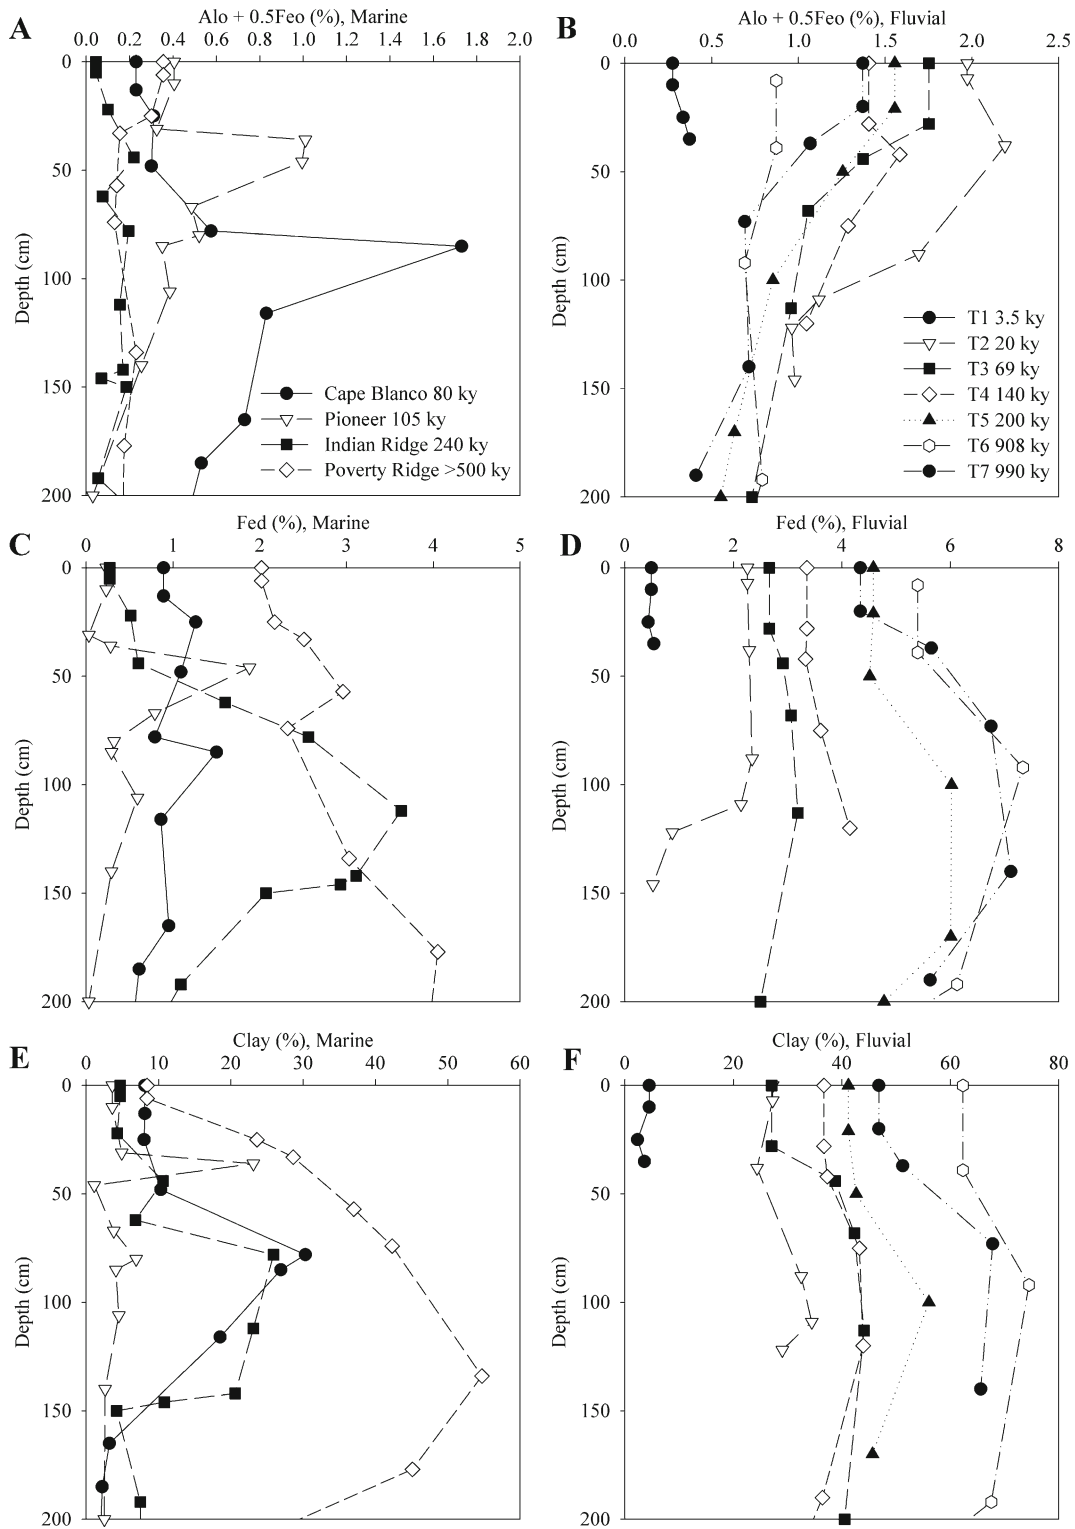 A
Alo + 0.5Feo (%), Marine
0.0 0.2 0.4 0.6 0.8 1.0 1.2 1.4 1.6 1.8 2.0
0
50
100
150
200
Depth (cm)
Cape Blanco 80 ky
Pioneer 105 ky
Indian Ridge 240 ky
Poverty Ridge >500 ky
B
Alo + 0.5Feo (%), Fluvial
0.0 0.5 1.0 1.5 2.0 2.5
0
50
100
150
200
Depth (cm)
T1 3.5 ky
T2 20 ky
T3 69 ky
T4 140 ky
T5 200 ky
T6 908 ky
T7 990 ky
C
Fed (%), Marine
0 1 2 3 4 5
0
50
100
150
200
Depth (cm)
D
Fed (%), Fluvial
0 2 4 6 8
0
50
100
150
200
Depth (cm)
E
Clay (%), Marine
0 10 20 30 40 50 60
0
50
100
150
200
Depth (cm)
F
Clay (%), Fluvial
0 20 40 60 80
0
50
100
150
200
Depth (cm)